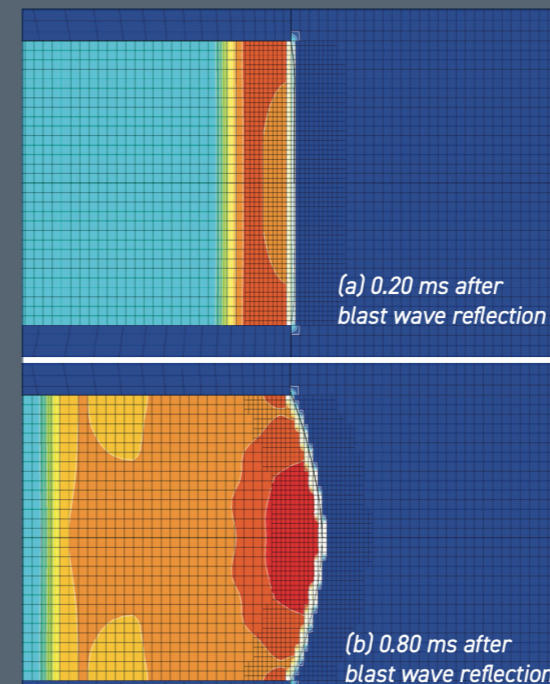 (a) 0.20 ms after
blast wave reflection
(b) 0.80 ms after
blast wave reflection